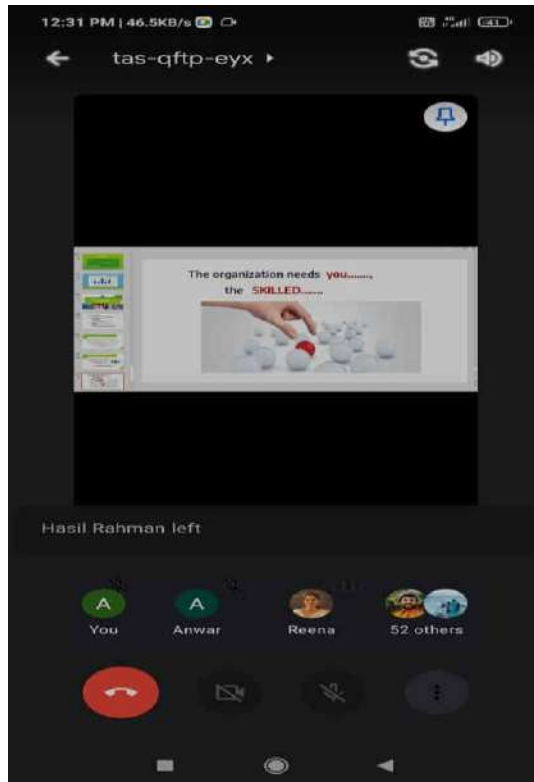 12:31 PM | 46.5KB/s
41
tas-qftp-eyx
The organization needs you........,
the SKILLED.......
Hasil Rahman left
A
A
You
Anwar
Reena
52 others